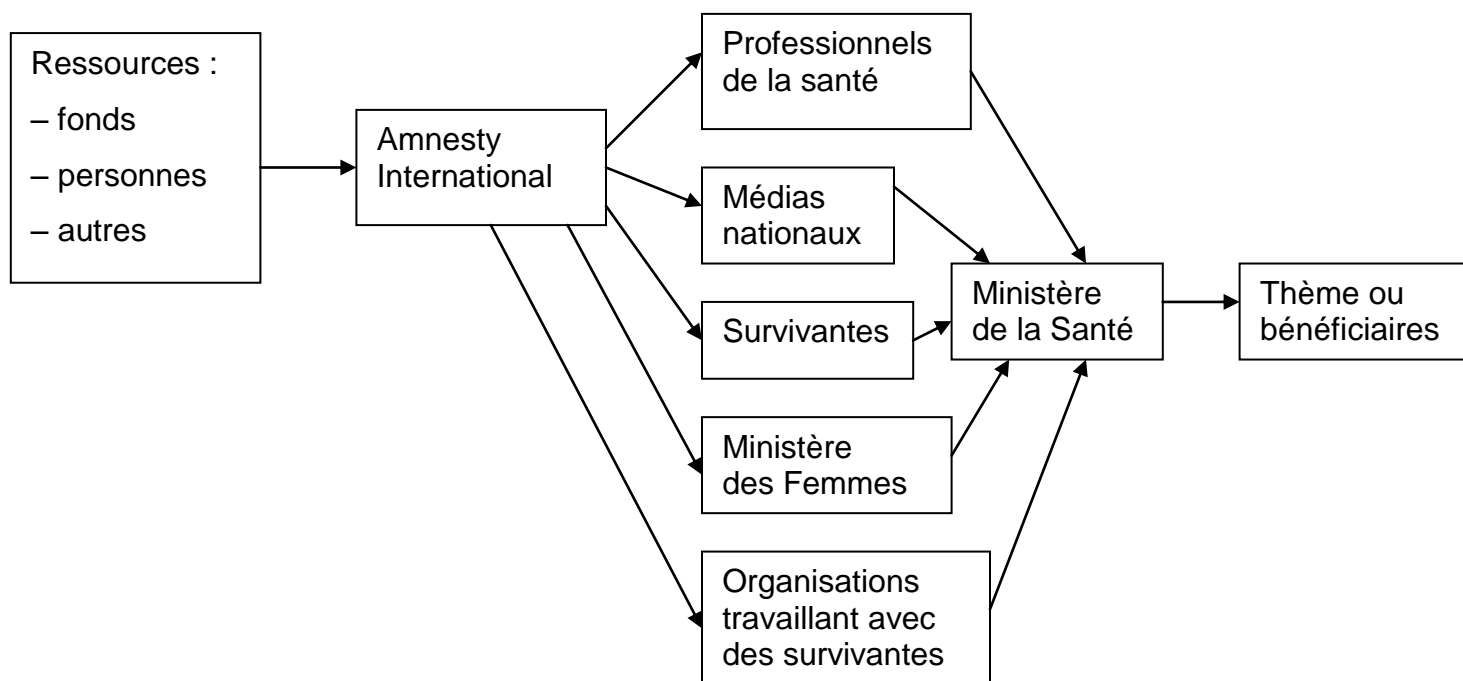 Ressources :
– fonds
– personnes
– autres
Amnesty
International
Professionnels
de la santé
Médias
nationaux
Survivantes
Ministère
des Femmes
Organisations
travaillant avec
des survivantes
Ministère
de la Santé
Thème ou
bénéficiaires